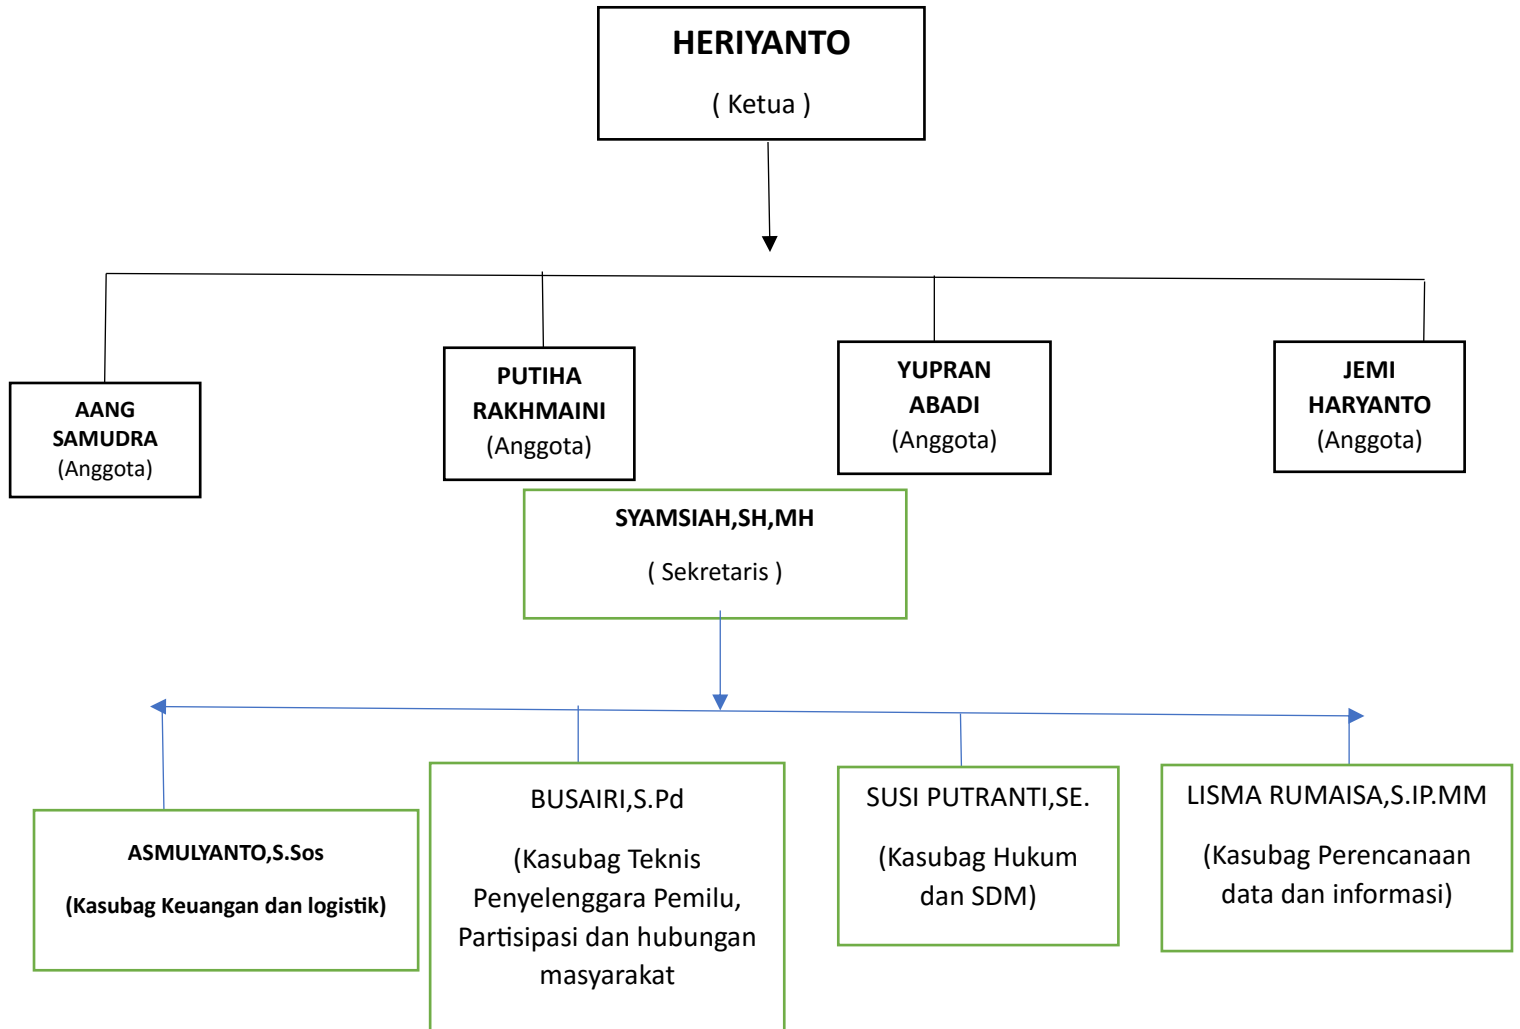 HERIYANTO
( Ketua )
AANG
SAMUDRA
(Anggota)
PUTIHA
RAKHMAINI
(Anggota)
YUPRAN
ABADI
(Anggota)
JEMI
HARYANTO
(Anggota)
SYAMSIAH,SH,MH
( Sekretaris )
ASMULYANTO,S.Sos
(Kasubag Keuangan dan logistik)
BUSAIRI,S.Pd
(Kasubag Teknis
Penyelenggara Pemilu,
Partisipasi dan hubungan
masyarakat
SUSI PUTRANTI,SE.
(Kasubag Hukum
dan SDM)
LISMA RUMAISA,S.IP.MM
(Kasubag Perencanaan
data dan informasi)